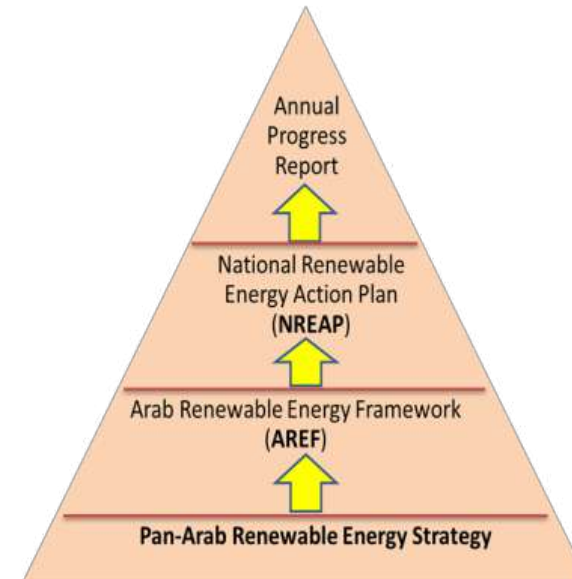 Annual
Progress
Report
National Renewable
Energy Action Plan
(NREAP)
Arab Renewable Energy Framework
(AREF)
Pan-Arab Renewable Energy Strategy